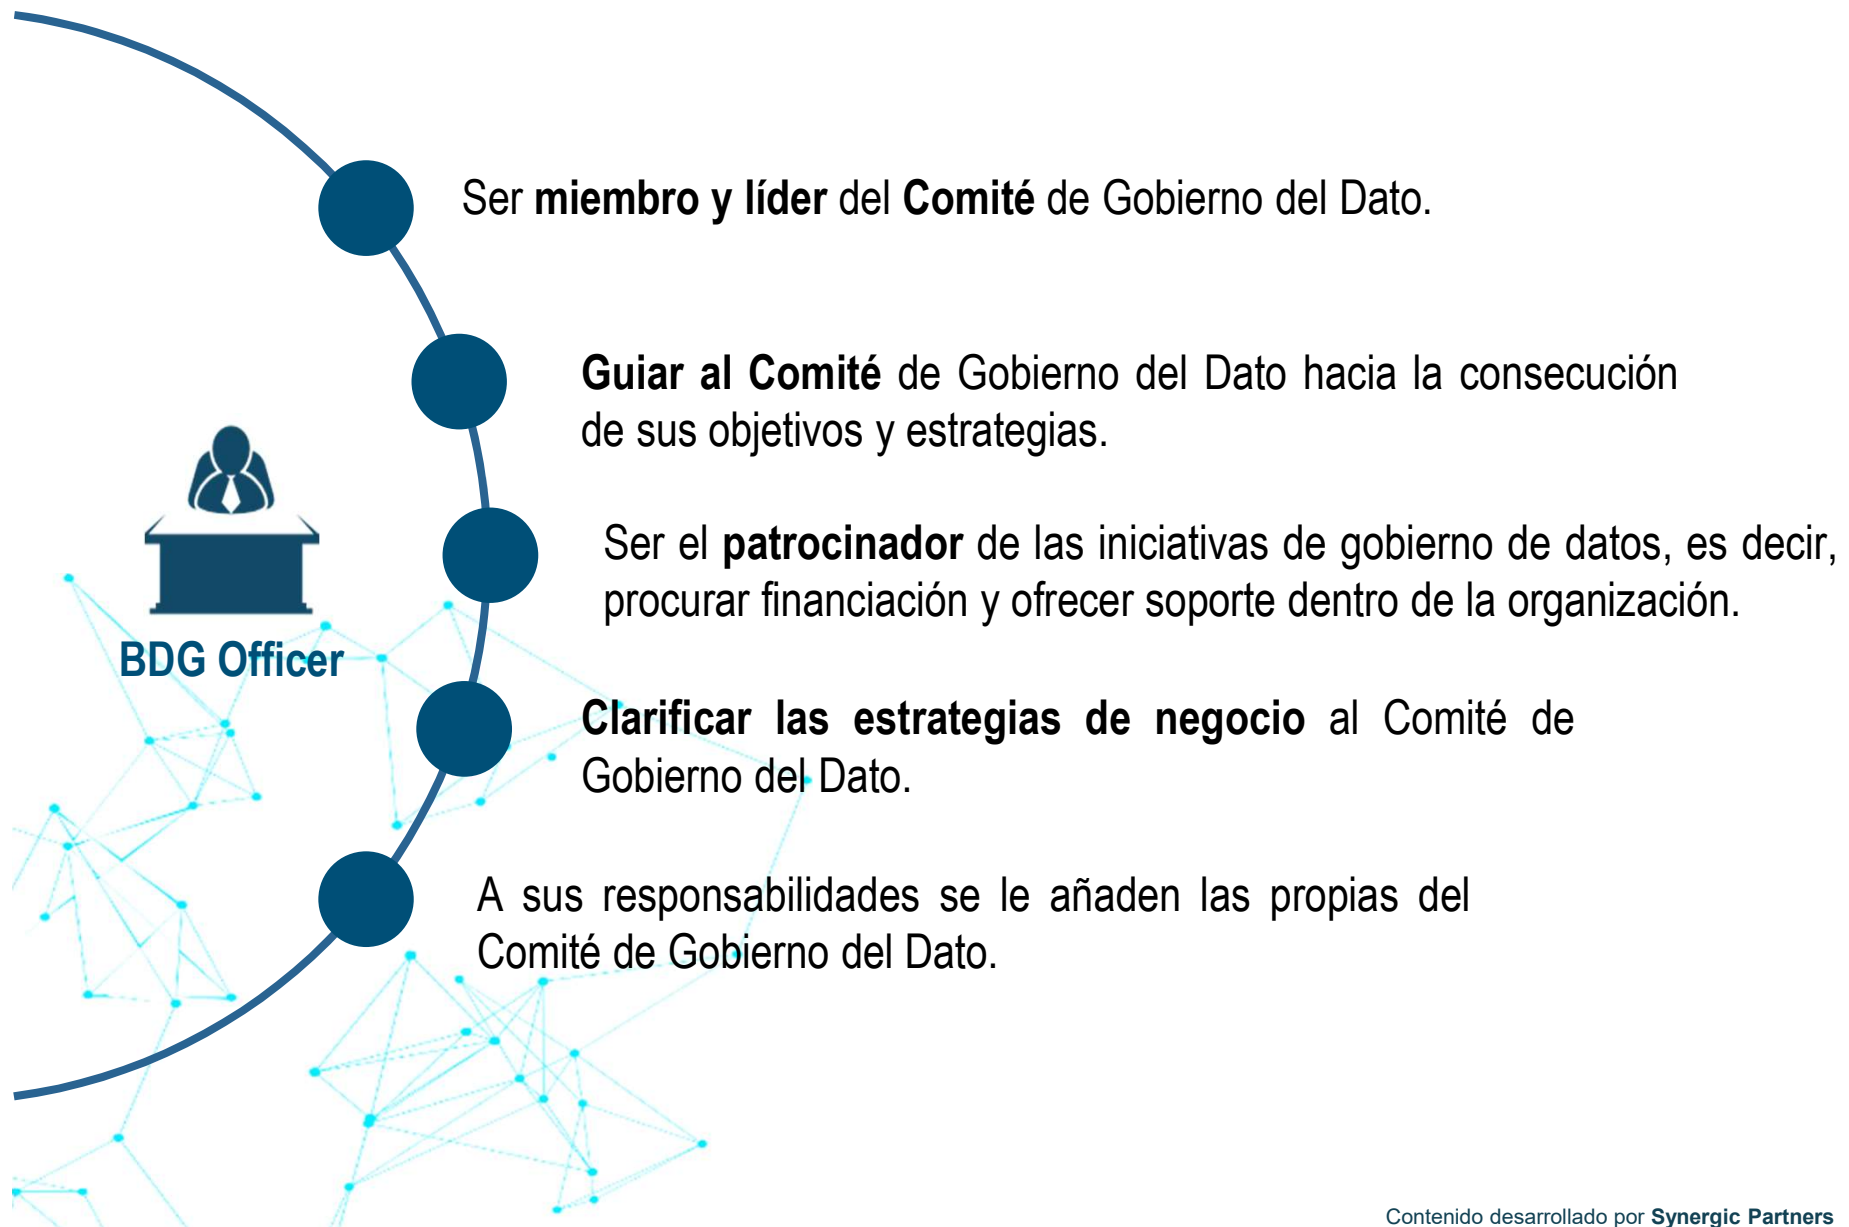 Ser miembro y líder del Comité de Gobierno del Dato.
Guiar al Comité de Gobierno del Dato hacia la consecución
de sus objetivos y estrategias.
Ser el patrocinador de las iniciativas de gobierno de datos, es decir,
procurar financiación y ofrecer soporte dentro de la organización.
BDG Officer
Clarificar las estrategias de negocio al Comité de
Gobierno del Dato.
A sus responsabilidades se le añaden las propias del
Comité de Gobierno del Dato.
Contenido desarrollado por Synergic Partners